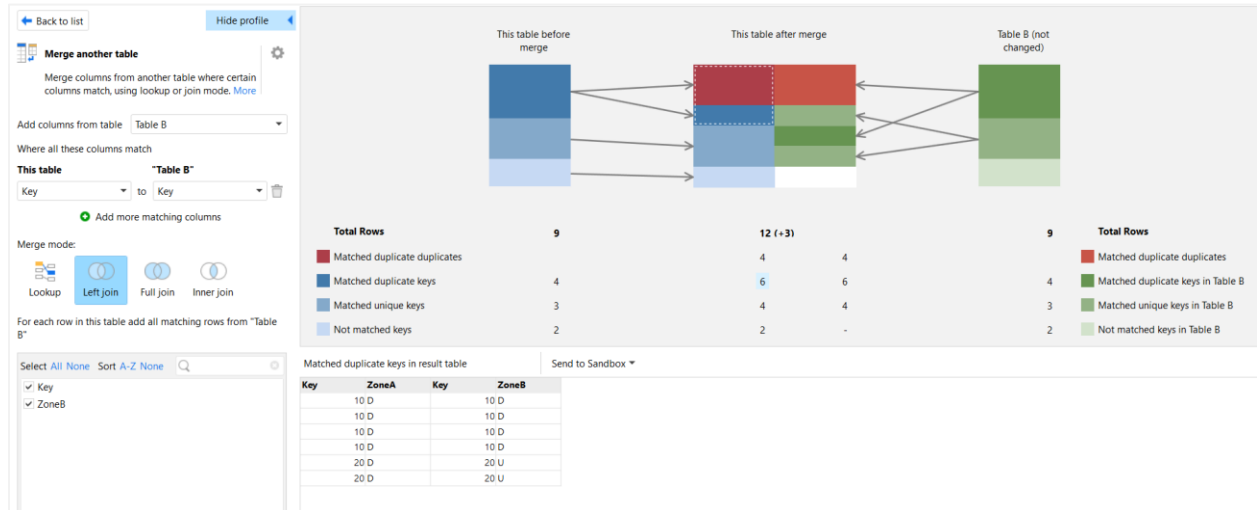 Back to list
Hide profile
Merge another table
Merge columns from another table where certain
columns match, using lookup or join mode. More
Add columns from table Table B
Where all these columns match
This table "Table B"
Key to Key
Add more matching columns
Merge mode:
Lookup Left join Full join Inner join
For each row in this table add all matching rows from "Table
B"
Select All None Sort A-Z None
Key
ZoneB
This table before
merge
This table after merge
Table B (not
changed)
Total Rows 9 12 (+3) 9 Total Rows
Matched duplicate duplicates 4 4 Matched duplicate duplicates
Matched duplicate keys 4 6 6 4 Matched duplicate keys in Table B
Matched unique keys 3 4 4 3 Matched unique keys in Table B
Not matched keys 2 2 - 2 Not matched keys in Table B
Matched duplicate keys in result table Send to Sandbox
Key ZoneA Key ZoneB
10 D 10 D
10 D 10 D
10 D 10 D
10 D 10 D
20 D 20 U
20 D 20 U